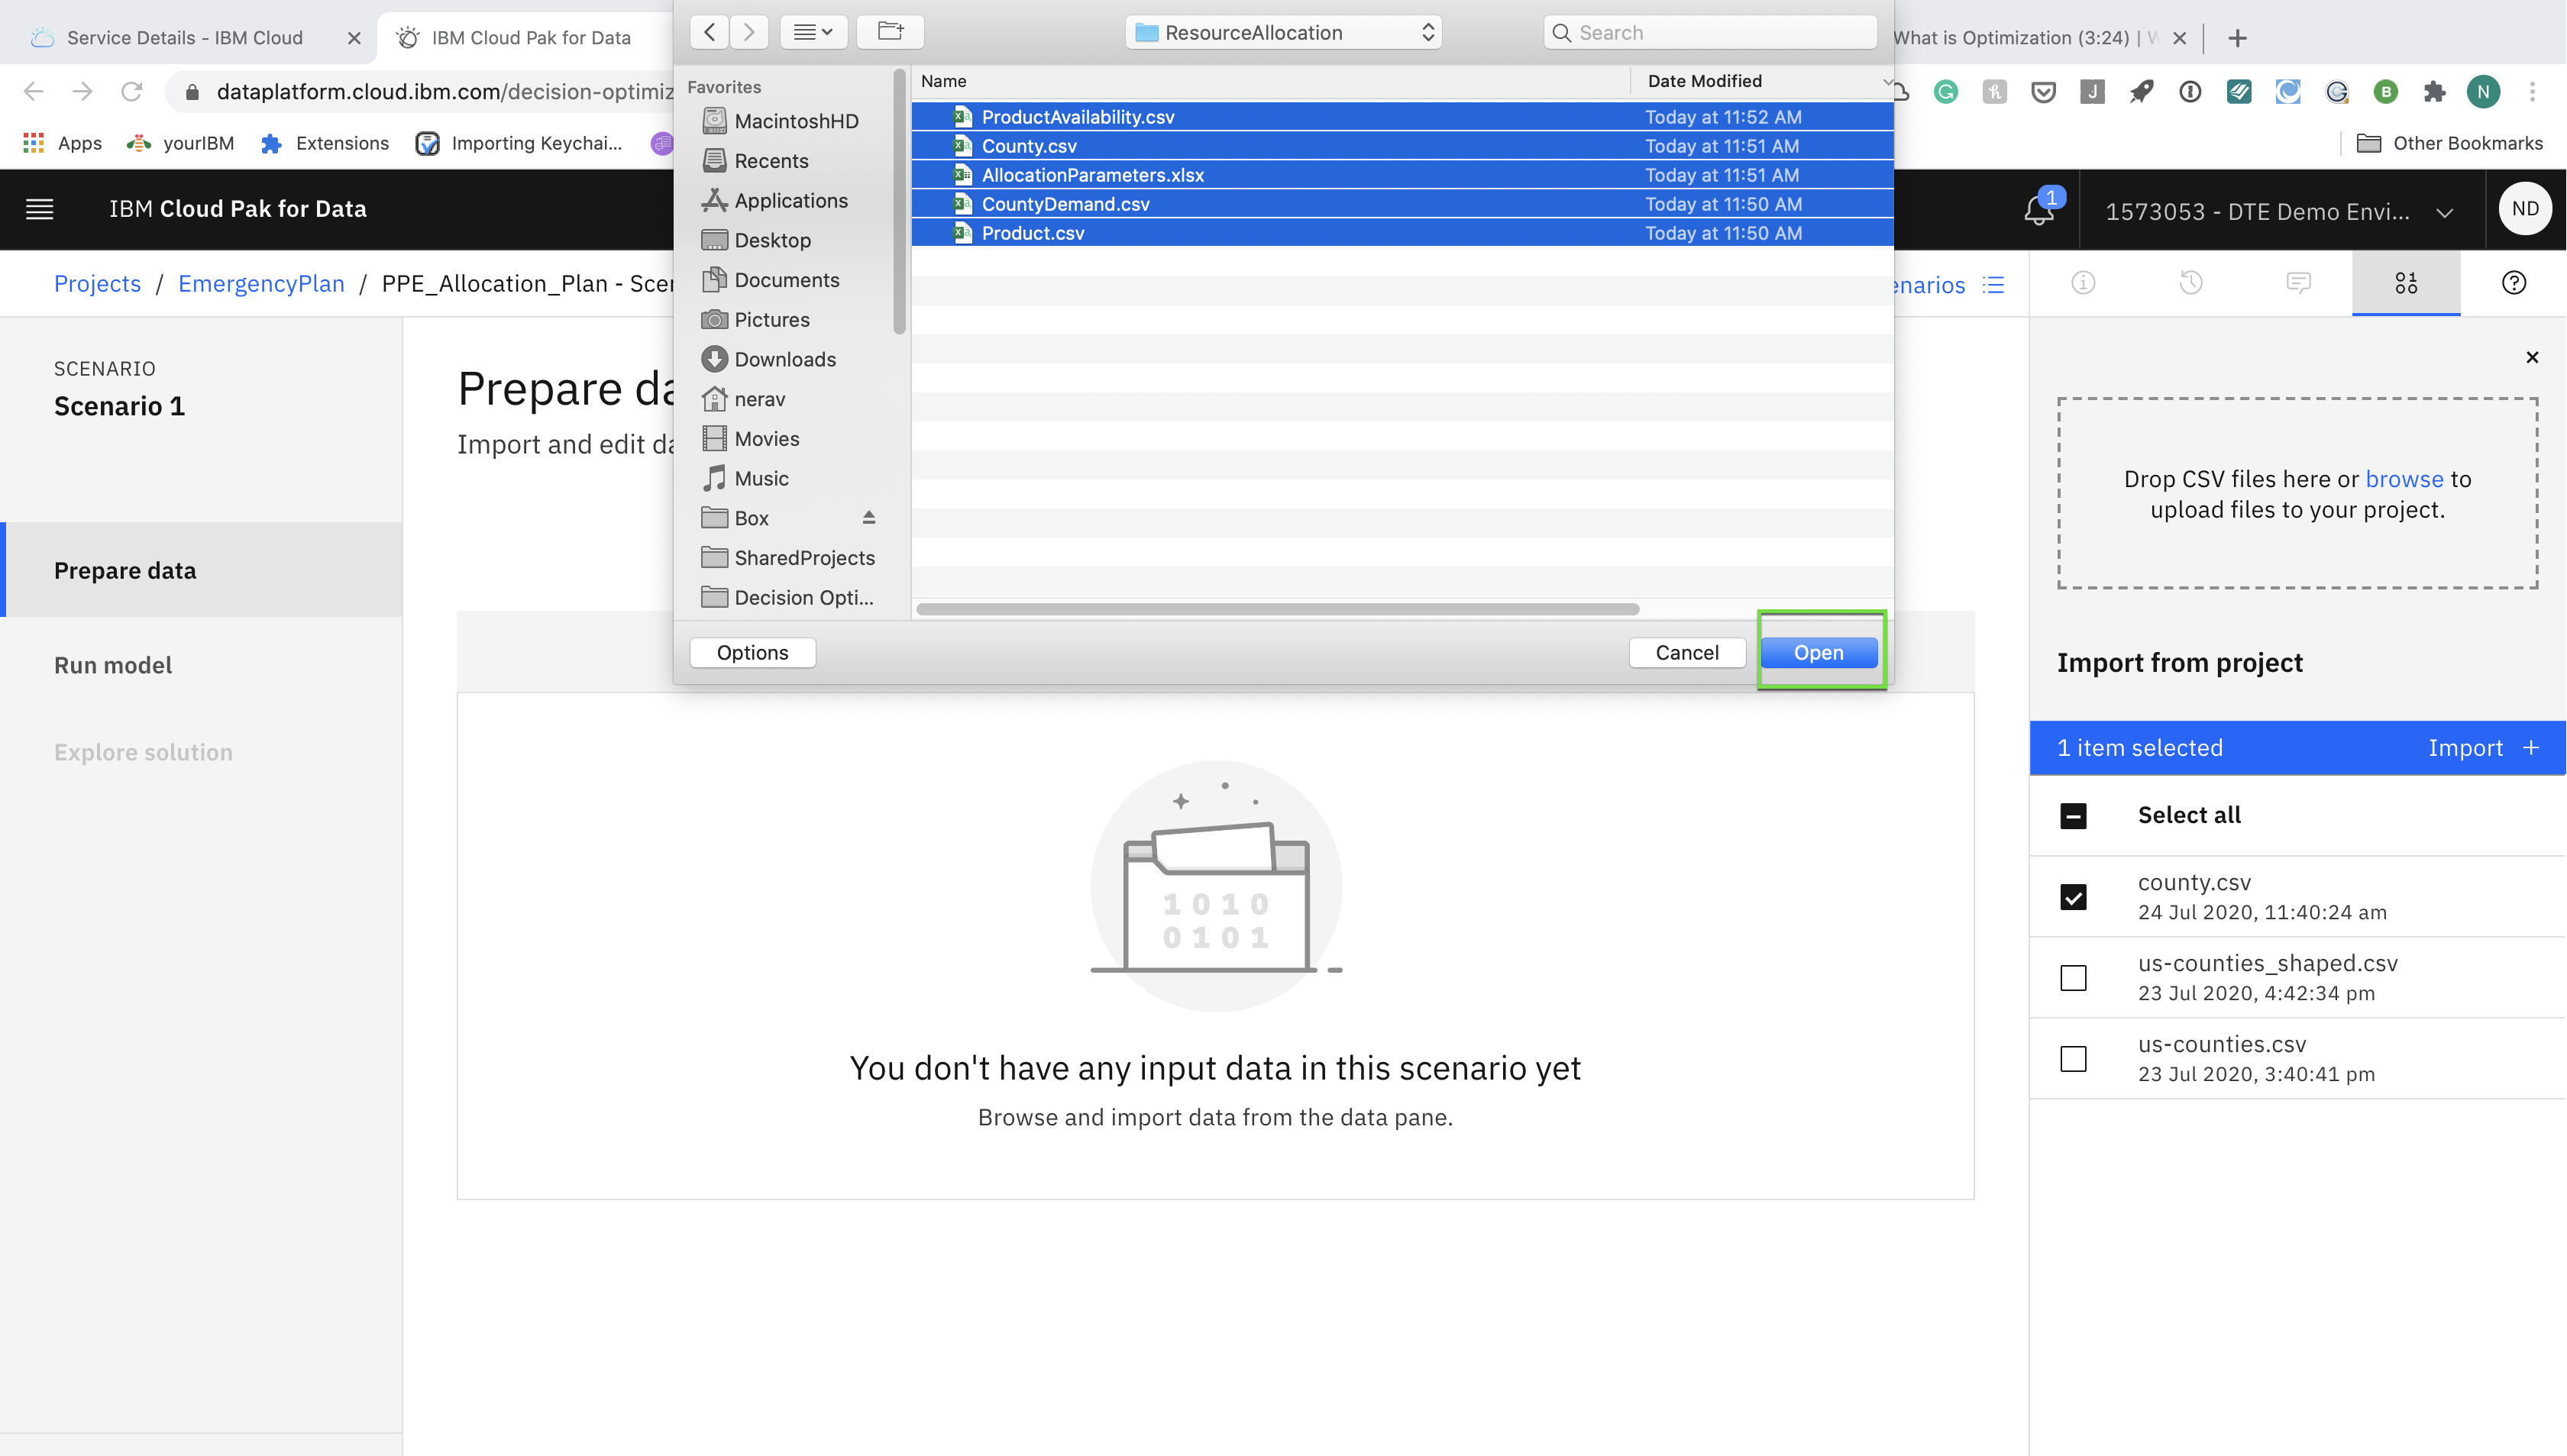 Service Details - IBM Cloud
IBM Cloud Pak for Data
What is Optimization (3:24) |
dataplatform.cloud.ibm.com/decision-optimiz
Apps
yourIBM
Extensions
Importing Keychai...
Other Bookmarks
IBM Cloud Pak for Data
1
1573053 - DTE Demo Envi...
ND
Projects / EmergencyPlan / PPE_Allocation_Plan - Scen
enarios
SCENARIO
Scenario 1
Prepare data
Run model
Explore solution
Prepare da
Import and edit da
ResourceAllocation
Search
Favorites
MacintoshHD
Recents
Applications
Desktop
Documents
Pictures
Downloads
nerav
Movies
Music
Box
SharedProjects
Decision Opti...
Name
Date Modified
ProductAvailability.csv
Today at 11:52 AM
County.csv
Today at 11:51 AM
AllocationParameters.xlsx
Today at 11:51 AM
CountyDemand.csv
Today at 11:50 AM
Product.csv
Today at 11:50 AM
Options
Cancel
Open
1 0 1 0
0 1 0 1
You don't have any input data in this scenario yet
Browse and import data from the data pane.
Drop CSV files here or browse to
upload files to your project.
Import from project
1 item selected
Import +
Select all
county.csv
24 Jul 2020, 11:40:24 am
us-counties_shaped.csv
23 Jul 2020, 4:42:34 pm
us-counties.csv
23 Jul 2020, 3:40:41 pm